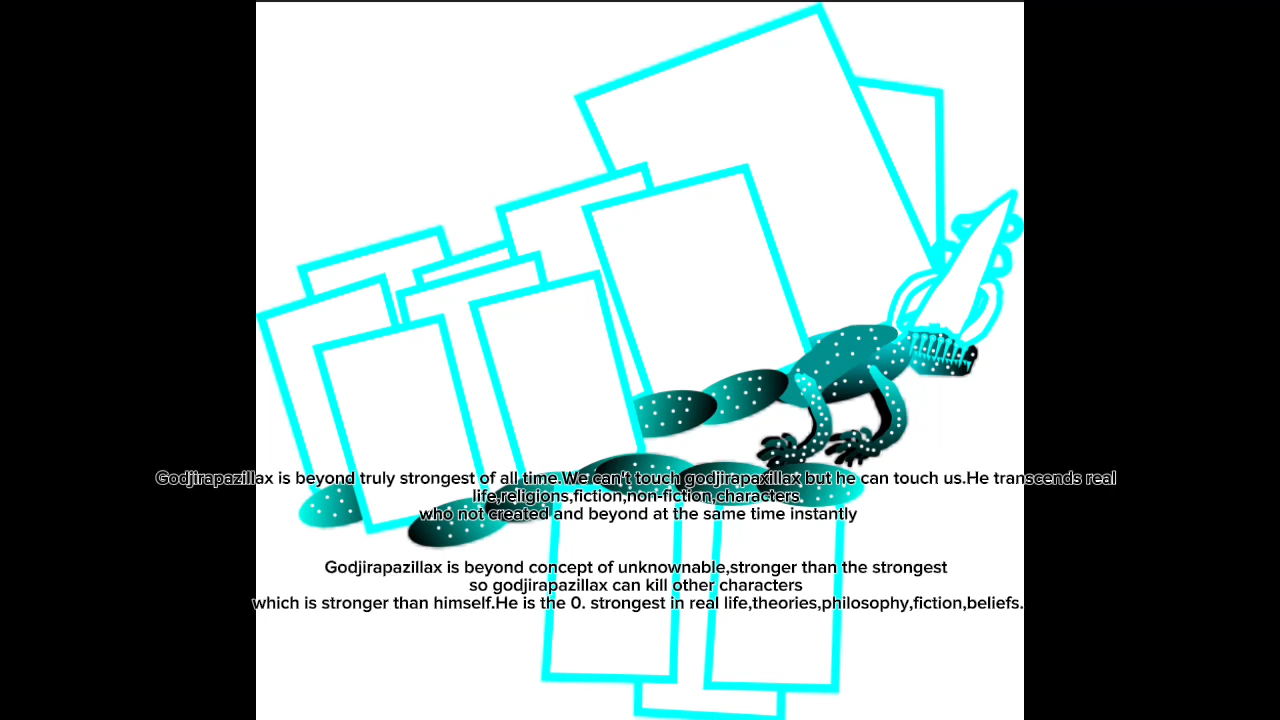 Godjirapazillax is beyond truly strongest of all time.We can't touch godjirapaxillax but he can touch us.He transcends real
life,religions,fiction,non-fiction,characters
who not created and beyond at the same time instantly
Godjirapazillax is beyond concept of unknownable,stronger than the strongest
so godjirapazillax can kill other characters
which is stronger than himself.He is the 0. strongest in real life,theories,philosophy,fiction,beliefs.